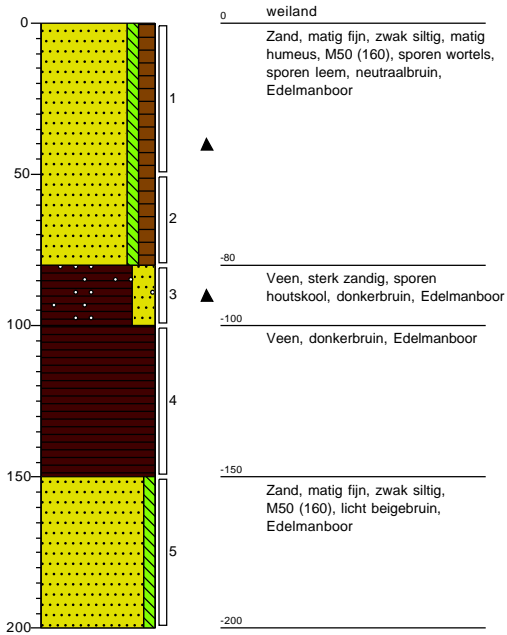 weiland
0
0
Zand, matig fijn, zwak siltig, matig
humeus, M50 (160), sporen wortels,
sporen leem, neutraalbruin,
Edelmanboor
1
50
2
-80
Veen, sterk zandig, sporen
houtskool, donkerbruin, Edelmanboor
3
100
-100
Veen, donkerbruin, Edelmanboor
4
150
-150
Zand, matig fijn, zwak siltig,
M50 (160), licht beigebruin,
Edelmanboor
5
200
-200